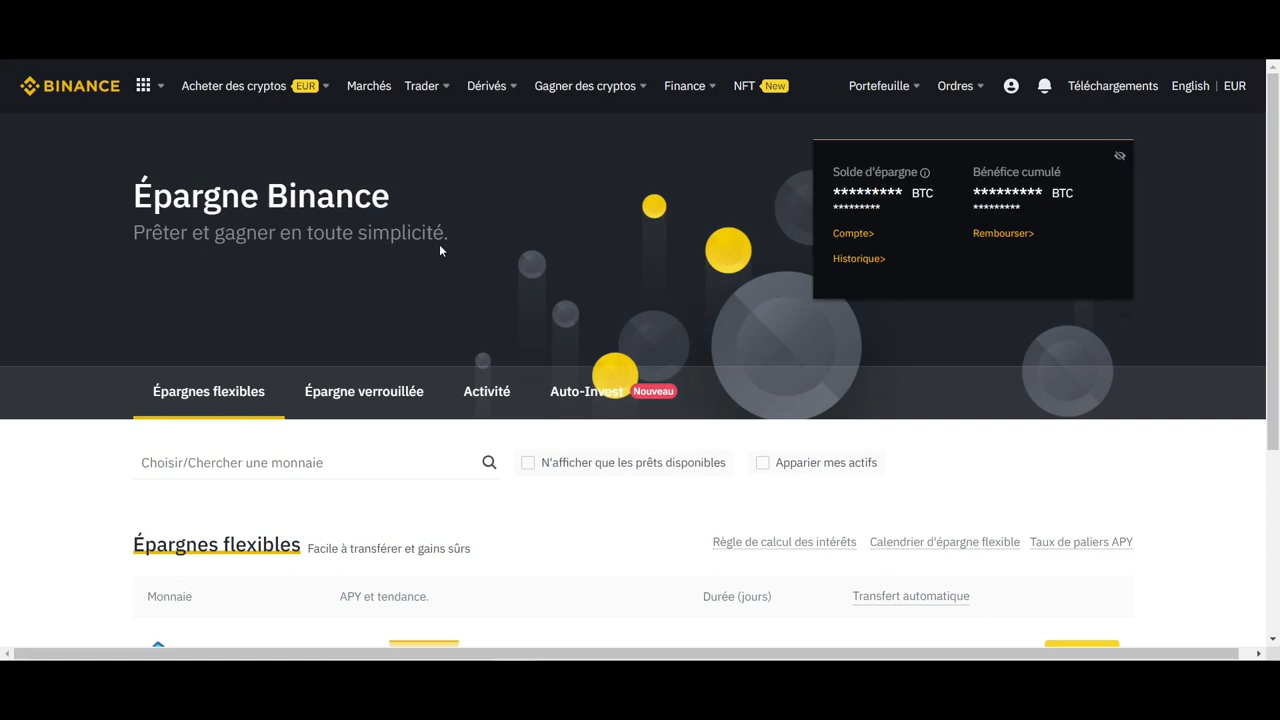 BINANCE
Acheter des cryptos EUR
Marchés
Trader
Dérivés
Gagner des cryptos
Finance
NFT New
Portefeuille
Ordres
Téléchargements
English | EUR
Épargne Binance
Prêter et gagner en toute simplicité.
Solde d'épargne
********* BTC
*********
Compte>
Historique>
Bénéfice cumulé
********* BTC
*********
Rembourser>
Épargnes flexibles
Épargne verrouillée
Activité
Auto-Invest Nouveau
Choisir/Chercher une monnaie
N'afficher que les prêts disponibles
Apparier mes actifs
Épargnes flexibles Facile à transférer et gains sûrs
Règle de calcul des intérêts
Calendrier d'épargne flexible
Taux de paliers APY
Monnaie
APY et tendance.
Durée (jours)
Transfert automatique